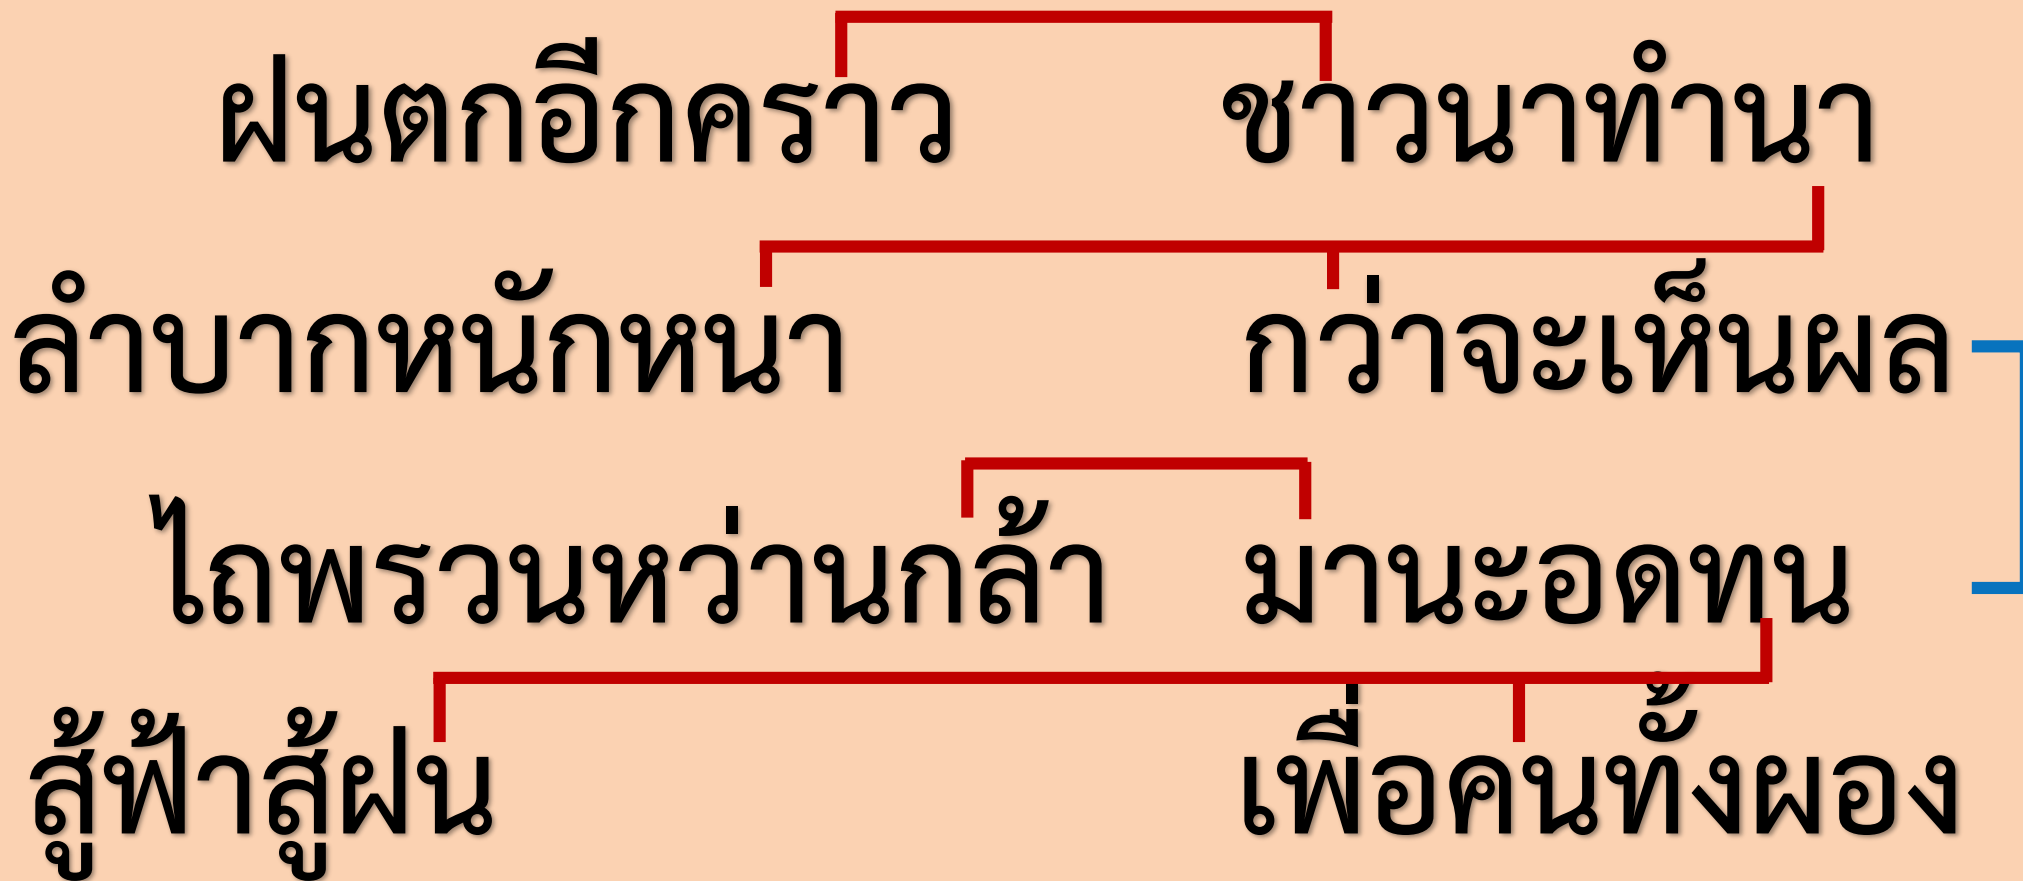 ฝนตกอีกคราว ชาวนาทำนา
ลำบากหนักหนา กว่าจะเห็นผล
ไถพรวนหว่านกล้า มานะอดทน
สู้ฟ้าสู้ฝน เพื่อคนทั้งผอง